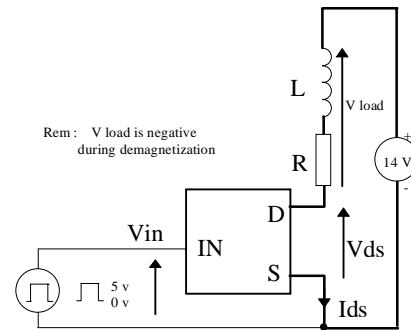 L
V load
Rem : V load is negative
during demagnetization
R
+
14 V
-
D
Vin
IN
Vds
S
5 v
0 v
Ids